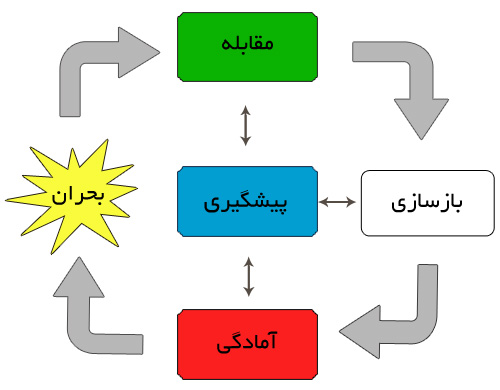 مقابله
بازسازی
پیشگیری
بحران
آمادگی